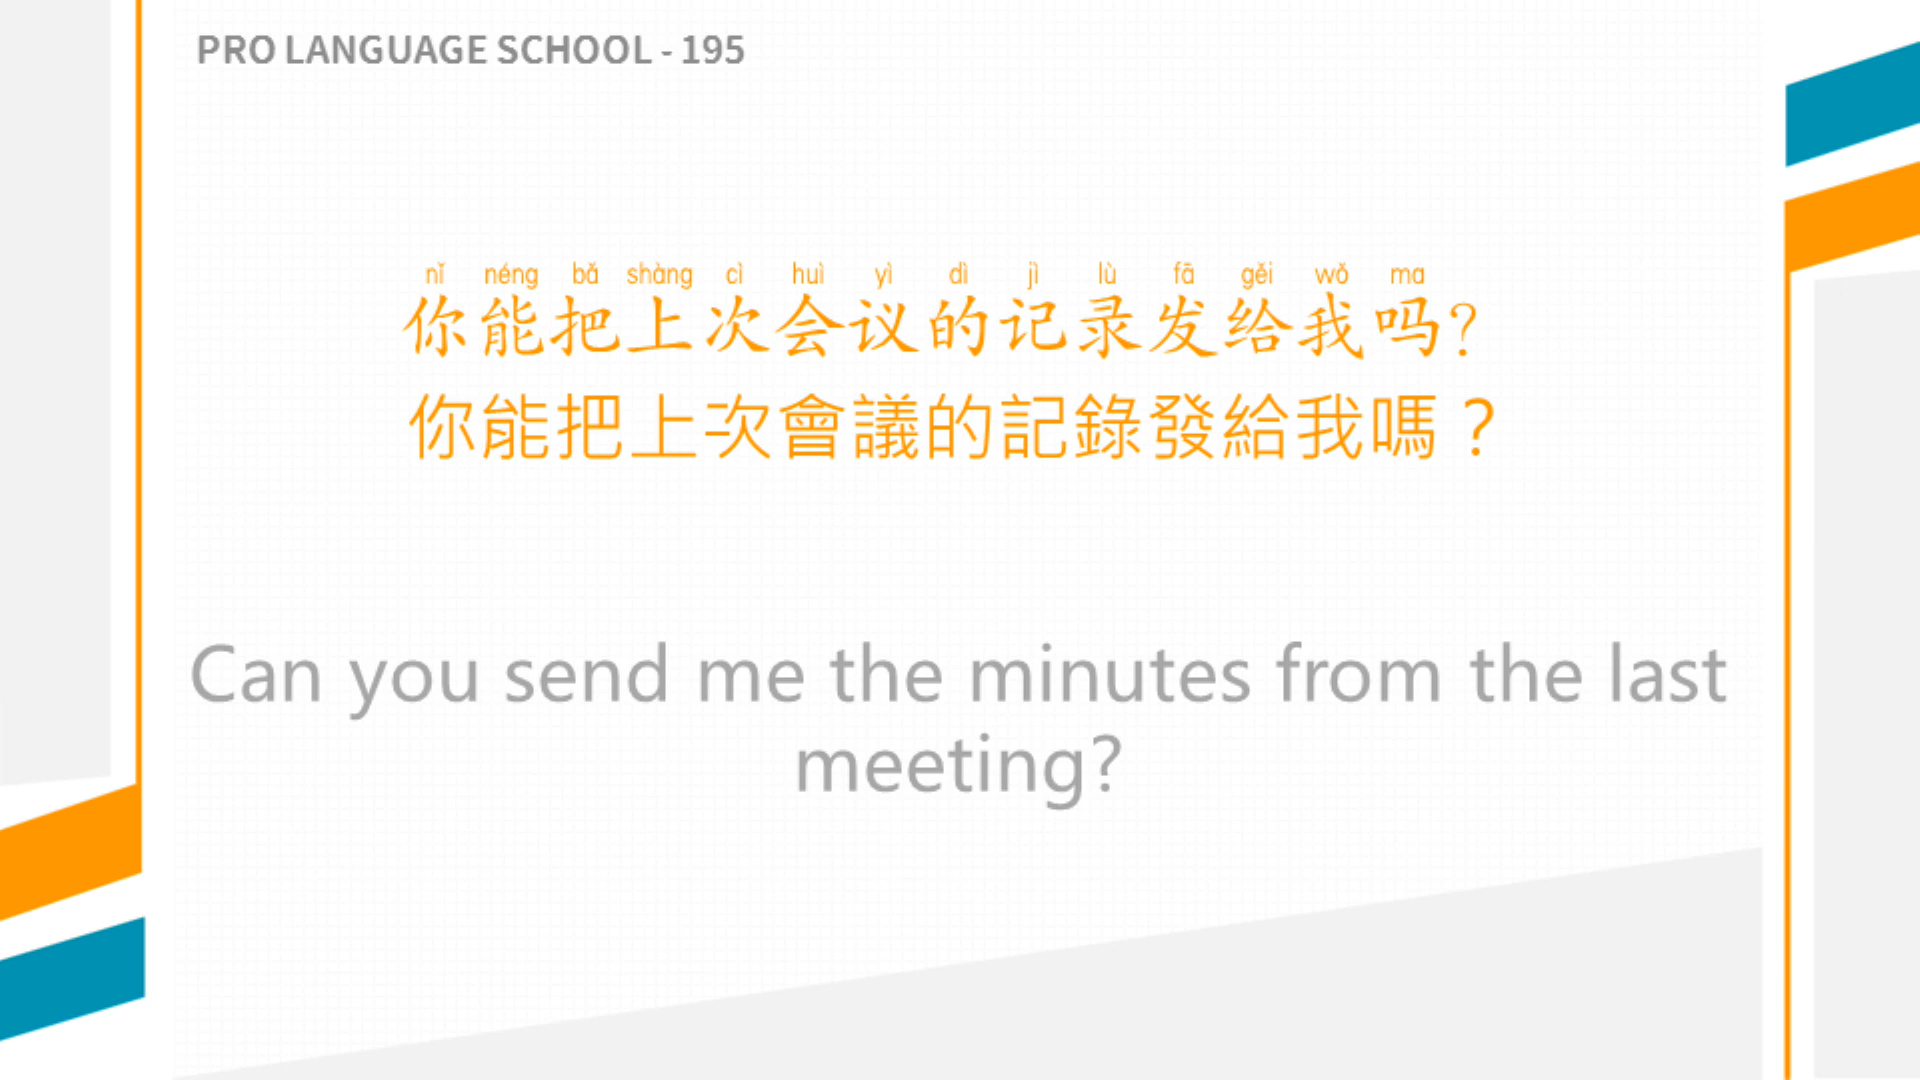 PRO LANGUAGE SCHOOL - 195
nǐ néng bǎ shàng cì huì yì dì jì lù fā gěi wǒ ma
你能把上次会议的记录发给我吗?
你能把上次會議的記錄發給我嗎？
Can you send me the minutes from the last
meeting?